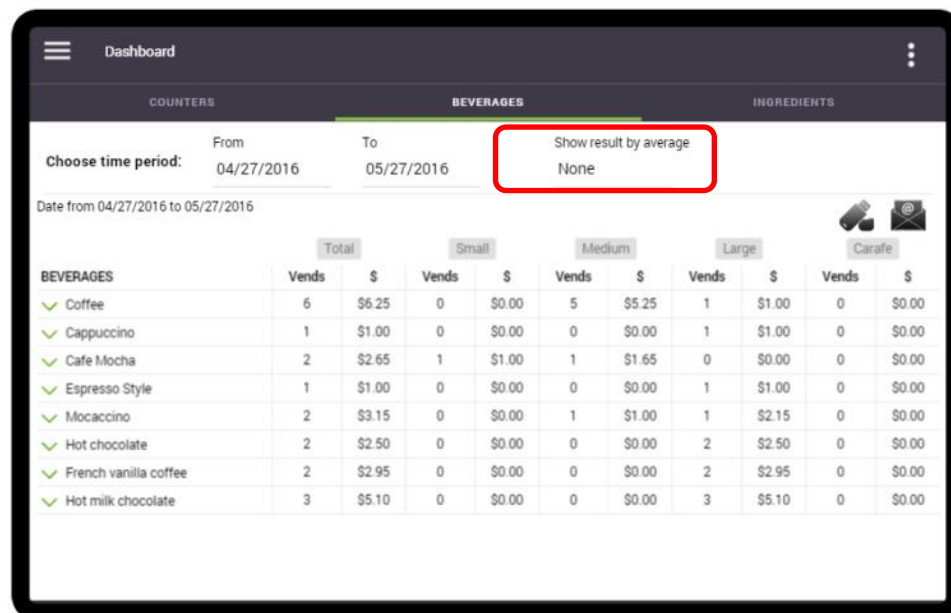 Dashboard
COUNTERS BEVERAGES INGREDIENTS
From To Show result by average
Choose time period: 04/27/2016 05/27/2016 None
Date from 04/27/2016 to 05/27/2016
@
Total Small Medium Large Carafe
BEVERAGES Vends $ Vends $ Vends $ Vends $ Vends $
Coffee 6 $6.25 0 $0.00 5 $5.25 1 $1.00 0 $0.00
Cappuccino 1 $1.00 0 $0.00 0 $0.00 1 $1.00 0 $0.00
Cafe Mocha 2 $2.65 1 $1.00 1 $1.65 0 $0.00 0 $0.00
Espresso Style 1 $1.00 0 $0.00 0 $0.00 1 $1.00 0 $0.00
Mocaccino 2 $3.15 0 $0.00 1 $1.00 1 $2.15 0 $0.00
Hot chocolate 2 $2.50 0 $0.00 0 $0.00 2 $2.50 0 $0.00
French vanilla coffee 2 $2.95 0 $0.00 0 $0.00 2 $2.95 0 $0.00
Hot milk chocolate 3 $5.10 0 $0.00 0 $0.00 3 $5.10 0 $0.00